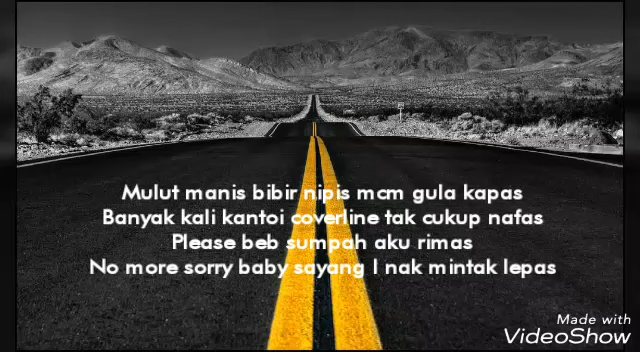 Mulut manis bibir nipis mcm gula kapas
Banyak kali kantoi coverline tak cukup nafas
Please beb sumpah aku rimas
No more sorry baby sayang I nak mintak lepas
Made with
VideoShow